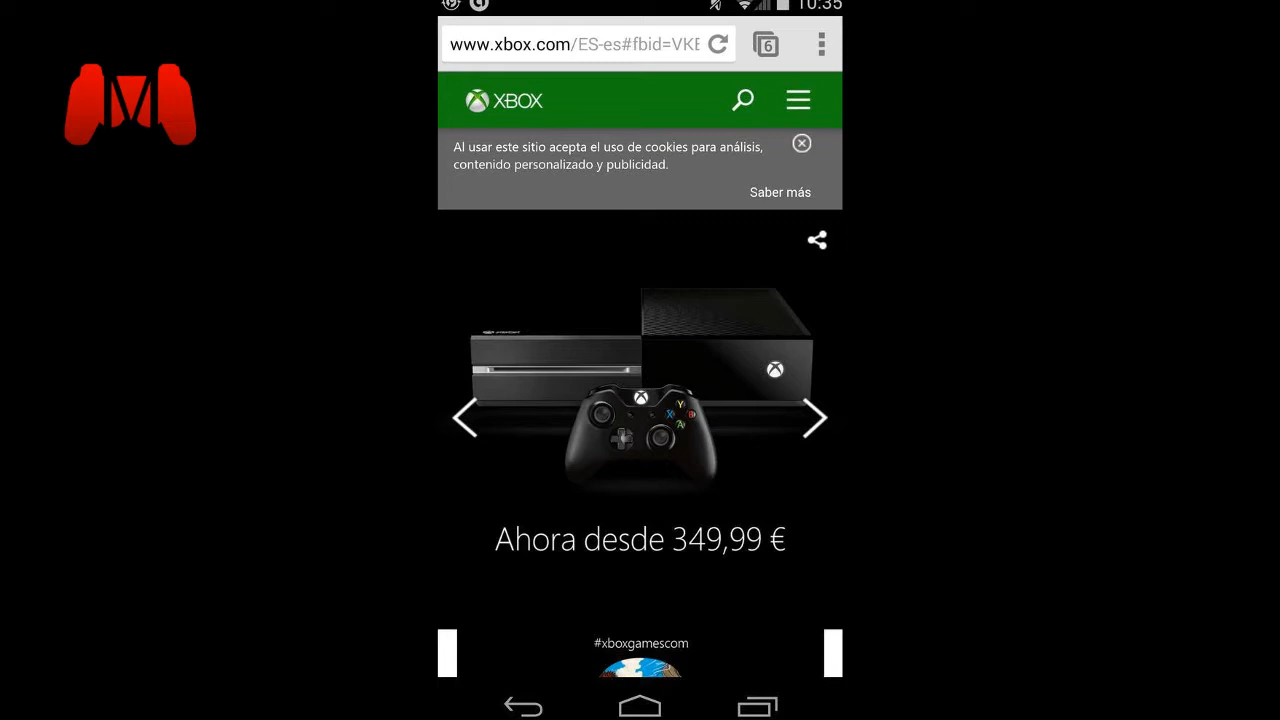 10:35
www.xbox.com/ES-es#fbid=VKE
6
XBOX
Al usar este sitio acepta el uso de cookies para análisis,
contenido personalizado y publicidad.
Saber más
Y
X B
A
Ahora desde 349,99 €
#xboxgamescom